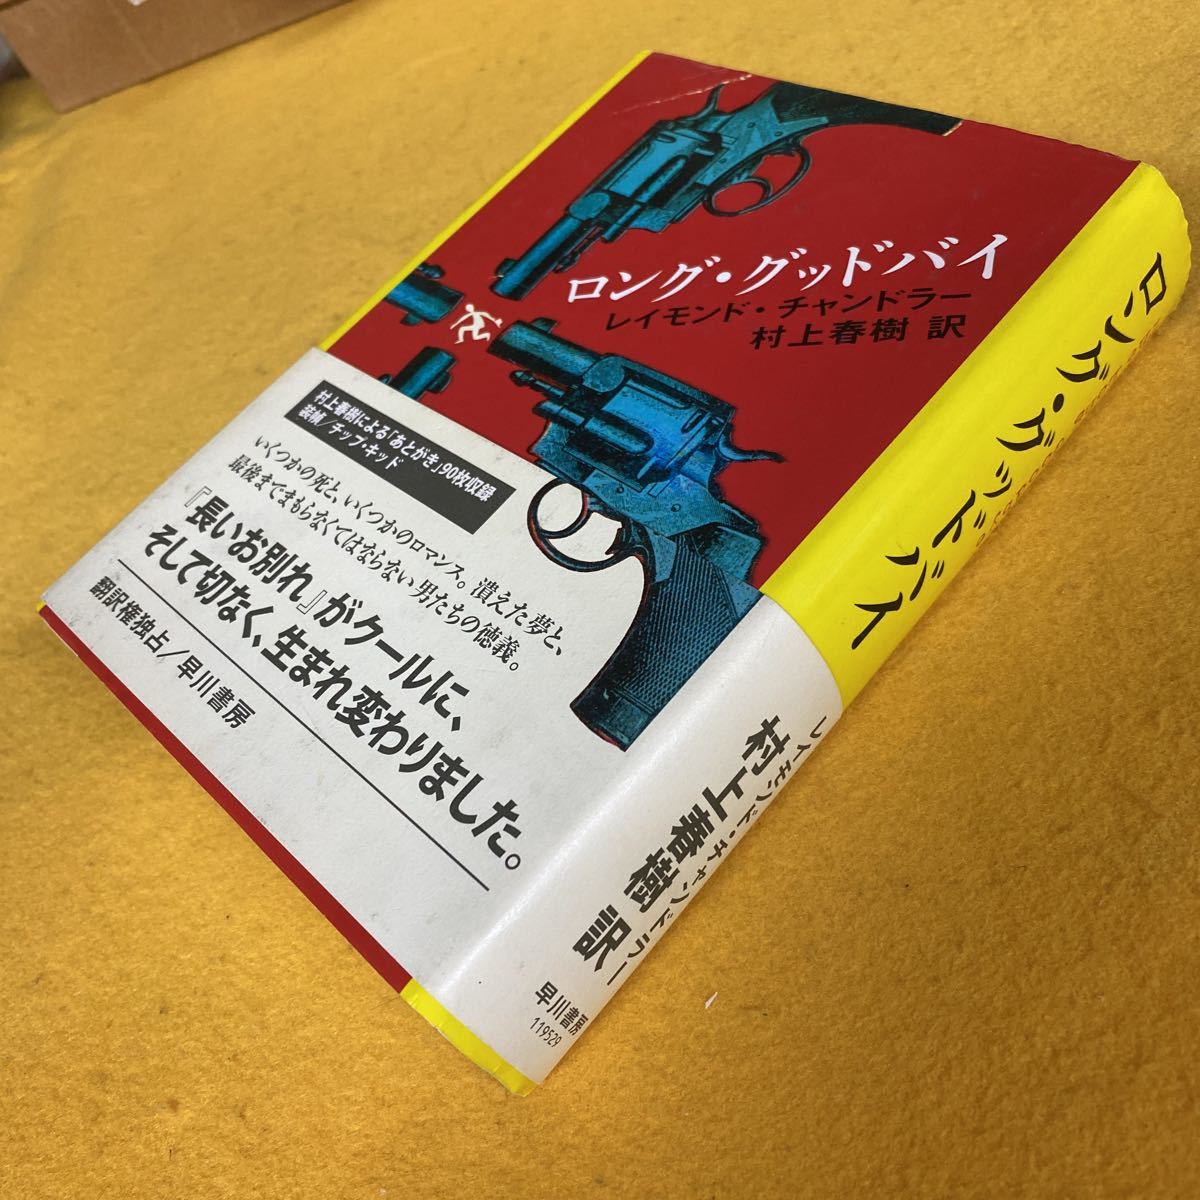 ロング・グッドバイ
レイモンド・チャンドラー
村上春樹 訳
村上春樹による「あとがき」90枚収録
装幀/チップ・キッド
いくつかの死と、いくつかのロマンス。潰えた夢と、
最後までまもらなくてはならない男たちの徳義。
『長いお別れ』がクールに、
そして切なく、生まれ変わりました。
翻訳権独占/早川書房
ロング・グッドバイ
レイモンド・チャンドラー
村上春樹 訳
早川書房
119529